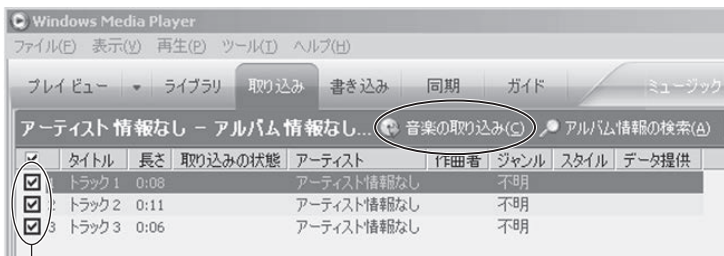 Windows Media Player
ファイル(F) 表示(V) 再生(P) ツール(T) ヘルプ(H)
プレイ ビュー ライブラリ 取り込み 書き込み 同期 ガイド ミュージック
アーティスト情報なし - アルバム情報なし... 音楽の取り込み(C) アルバム情報の検索(A)
タイトル 長さ 取り込みの状態 アーティスト 作曲者 ジャンル スタイル データ提供
1 トラック 1 0:08 アーティスト情報なし 不明
2 トラック 2 0:11 アーティスト情報なし 不明
3 トラック 3 0:06 アーティスト情報なし 不明